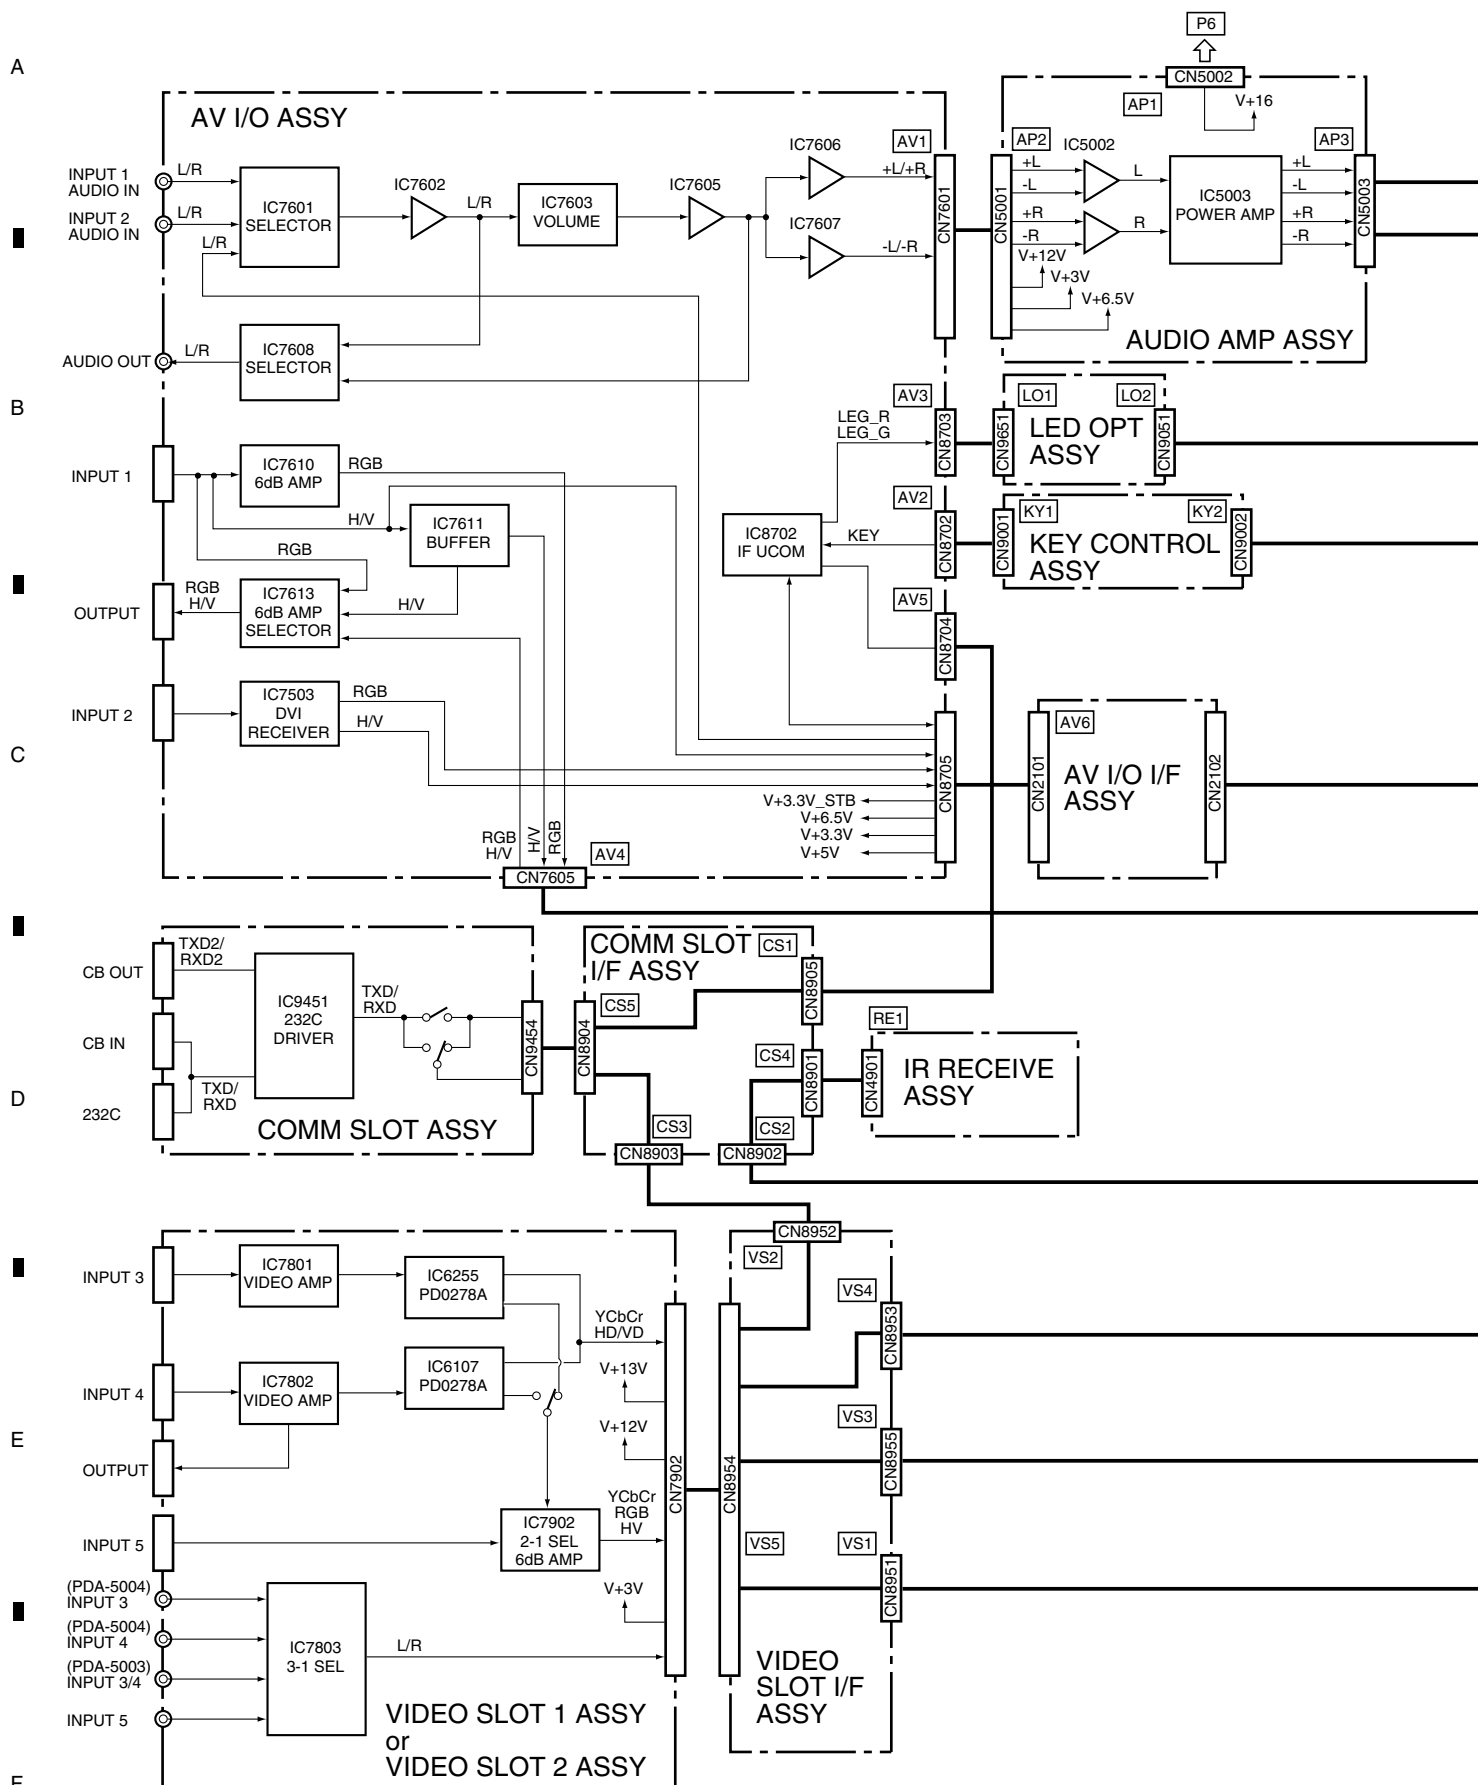 P6
A
CN5002
AP1
V+16
AV I/O ASSY
IC7606
AV1
AP2
IC5002
AP3
INPUT 1
AUDIO IN
L/R
IC7601
SELECTOR
IC7602
L/R
IC7603
VOLUME
IC7605
+L/+R
CN7601
CN5001
+L
-L
L
IC5003
POWER AMP
+L
-L
CN5003
INPUT 2
AUDIO IN
L/R
L/R
IC7607
-L/-R
+R
-R
R
+R
-R
V+12V
V+3V
V+6.5V
AUDIO AMP ASSY
AUDIO OUT
L/R
IC7608
SELECTOR
B
AV3
LEG_R
LEG_G
CN8703
LO1
LO2
CN9651
LED OPT
ASSY
CN9051
INPUT 1
IC7610
6dB AMP
RGB
H/V
IC7611
BUFFER
AV2
IC8702
IF UCOM
KEY
CN8702
KY1
KY2
CN9001
KEY CONTROL
ASSY
CN9002
RGB
OUTPUT
RGB
H/V
IC7613
6dB AMP
SELECTOR
H/V
AV5
CN8704
INPUT 2
IC7503
DVI
RECEIVER
RGB
H/V
AV6
C
CN8705
CN2101
AV I/O I/F
ASSY
CN2102
V+3.3V_STB
V+6.5V
V+3.3V
V+5V
RGB
H/V
H/V
RGB
AV4
CN7605
CB OUT
TXD2/
RXD2
IC9451
232C
DRIVER
TXD/
RXD
CN9454
COMM SLOT
I/F ASSY
CS1
CN8905
CS5
CN8904
CB IN
RE1
CS4
CN8901
CN4901
IR RECEIVE
ASSY
D
232C
TXD/
RXD
COMM SLOT ASSY
CS3
CS2
CN8903
CN8902
CN8952
VS2
INPUT 3
IC7801
VIDEO AMP
IC6255
PD0278A
VS4
CN8953
YCbCr
HD/VD
INPUT 4
IC7802
VIDEO AMP
IC6107
PD0278A
V+13V
VS3
CN8955
E
V+12V
OUTPUT
CN7902
CN8954
YCbCr
RGB
HV
INPUT 5
IC7902
2-1 SEL
6dB AMP
VS5
VS1
CN8951
(PDA-5004)
INPUT 3
V+3V
(PDA-5004)
INPUT 4
IC7803
3-1 SEL
L/R
(PDA-5003)
INPUT 3/4
VIDEO
SLOT I/F
ASSY
INPUT 5
VIDEO SLOT 1 ASSY
or
VIDEO SLOT 2 ASSY